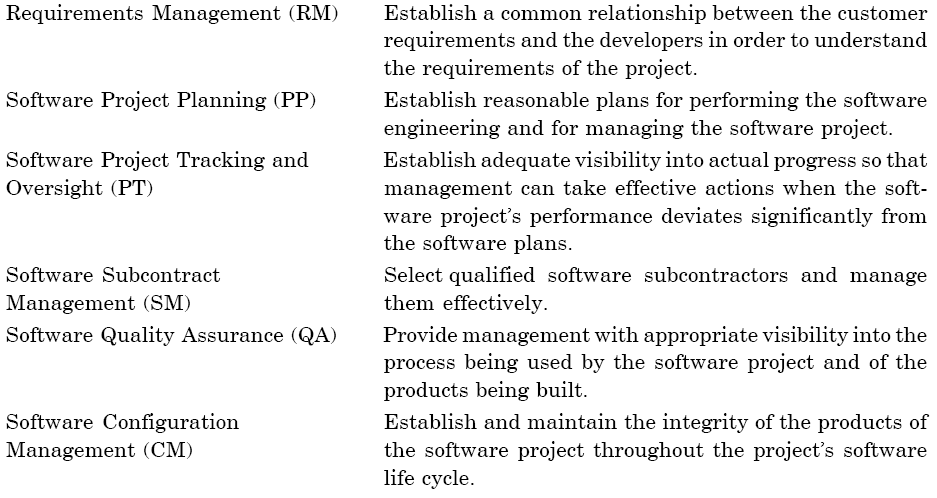 Requirements Management (RM) Establish a common relationship between the customer
requirements and the developers in order to understand
the requirements of the project.
Software Project Planning (PP) Establish reasonable plans for performing the software
engineering and for managing the software project.
Software Project Tracking and Establish adequate visibility into actual progress so that
Oversight (PT) management can take effective actions when the soft-
ware project's performance deviates significantly from
the software plans.
Software Subcontract Select qualified software subcontractors and manage
Management (SM) them effectively.
Software Quality Assurance (QA) Provide management with appropriate visibility into the
process being used by the software project and of the
products being built.
Software Configuration Establish and maintain the integrity of the products of
Management (CM) the software project throughout the project's software
life cycle.